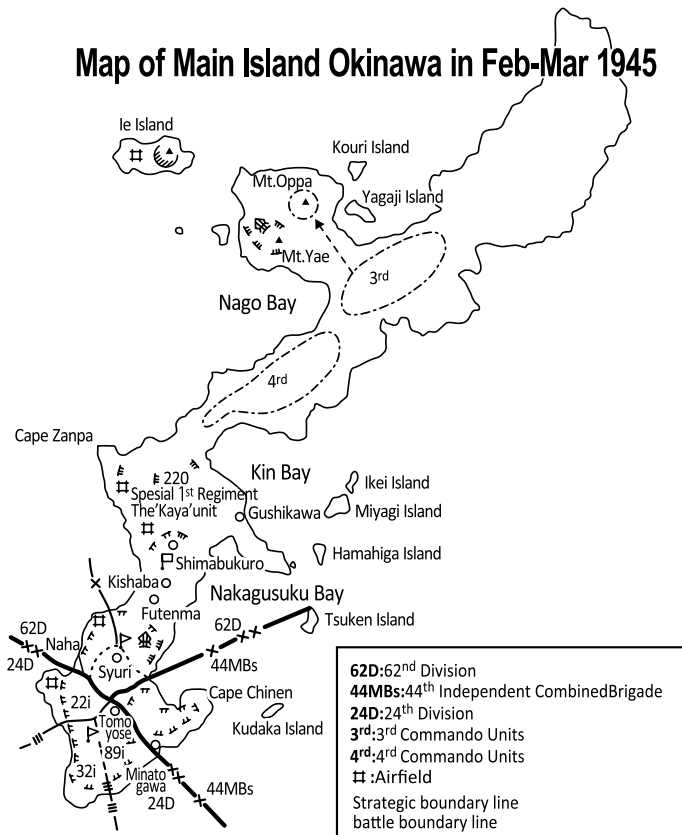 Map of Main Island Okinawa in Feb-Mar 1945
Ie Island
Kouri Island
Mt.Oppa
Yagaji Island
Mt.Yae
3rd
Nago Bay
4rd
Cape Zanpa
Kin Bay
220
Spesial 1st Regiment
The'Kaya'unit
Ikei Island
Gushikawa
Miyagi Island
Shimabukuro
Hamahiga Island
Kishaba
Nakagusuku Bay
Futenma
Tsuken Island
62D
Naha
62D
24D
44MBs
Syuri
22i
Cape Chinen
Tomo
yose
Kudaka Island
89i
32i
Minato
gawa
24D
44MBs
62D:62nd Division
44MBs:44th Independent CombinedBrigade
24D:24th Division
3rd:3rd Commando Units
4rd:4rd Commando Units
:Airfield
Strategic boundary line
battle boundary line